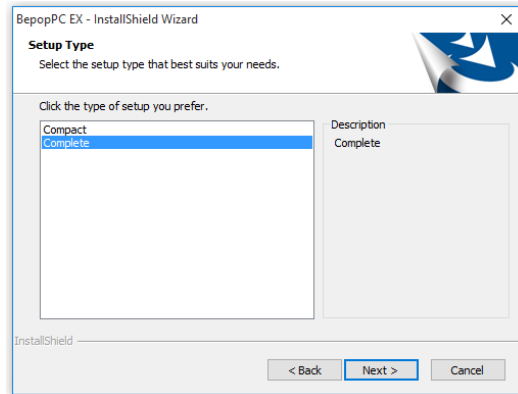 BepopPC EX - InstallShield Wizard
Setup Type
Select the setup type that best suits your needs.
Click the type of setup you prefer.
Compact
Complete
Description
Complete
InstallShield
< Back
Next >
Cancel